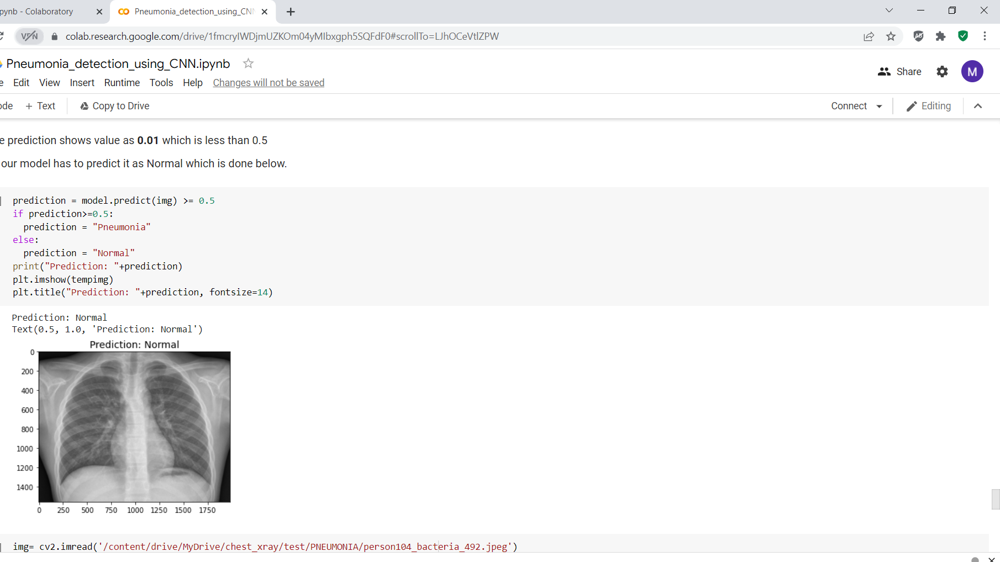 pynb - Colaboratory
Pneumonia_detection_using_CNN
VPN
colab.research.google.com/drive/1fmcryIWDjmUZKOm04yMIbxgph5SQFdF0#scrollTo=LJhOCeVtlZPW
Pneumonia_detection_using_CNN.ipynb
e Edit View Insert Runtime Tools Help Changes will not be saved
Share
M
ode + Text Copy to Drive
Connect Editing
e prediction shows value as 0.01 which is less than 0.5
our model has to predict it as Normal which is done below.
prediction = model.predict(img) >= 0.5
if prediction>=0.5:
prediction = "Pneumonia"
else:
prediction = "Normal"
print("Prediction: "+prediction)
plt.imshow(tempimg)
plt.title("Prediction: "+prediction, fontsize=14)
Prediction: Normal
Text(0.5, 1.0, 'Prediction: Normal')
Prediction: Normal
0
200
400
600
800
1000
1200
1400
0 250 500 750 1000 1250 1500 1750
img= cv2.imread('/content/drive/MyDrive/chest_xray/test/PNEUMONIA/person104_bacteria_492.jpeg')